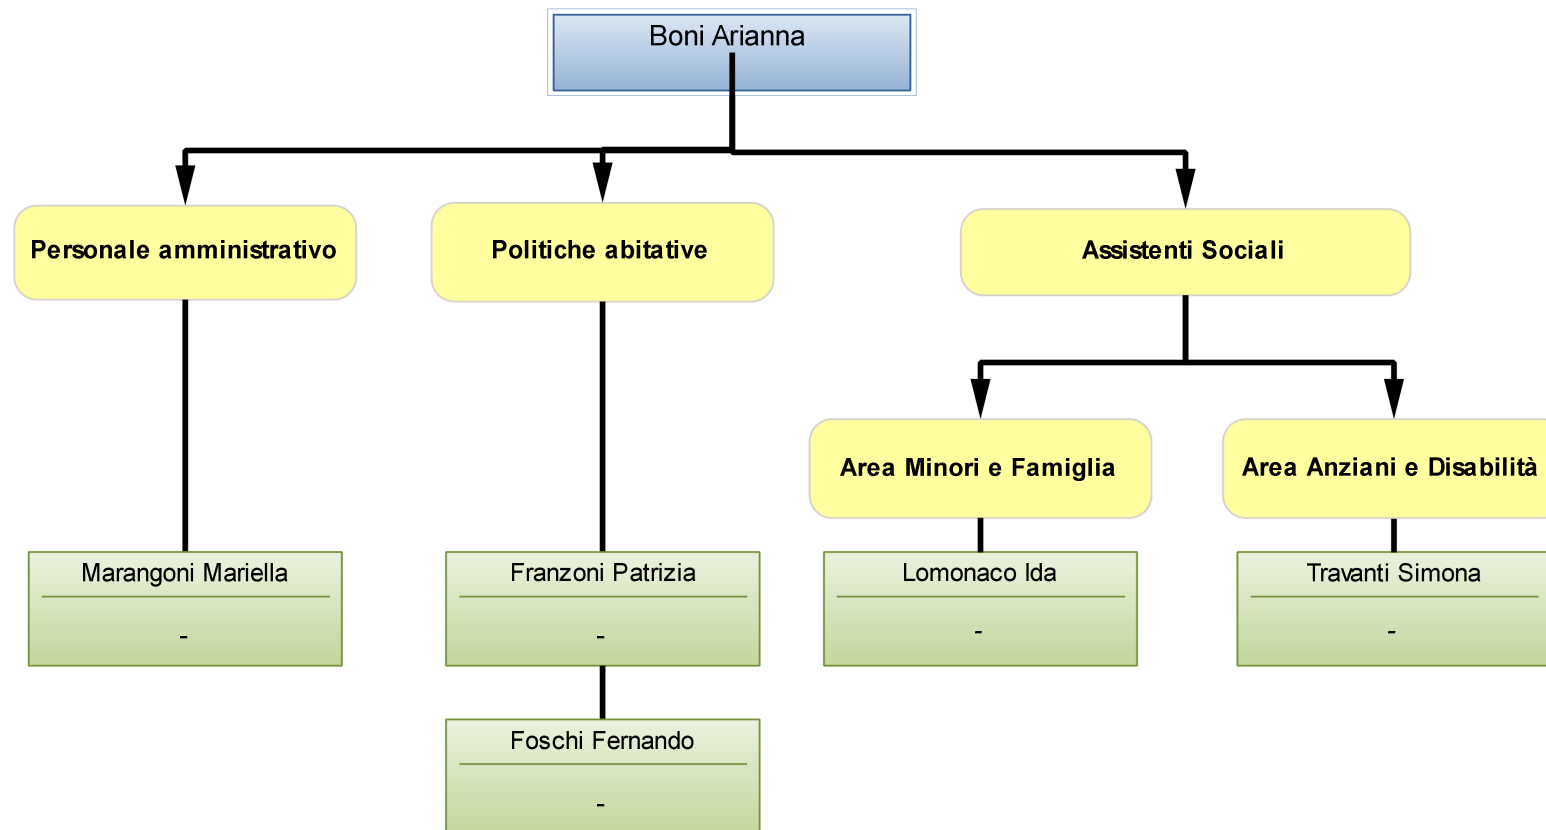 Boni Arianna
Personale amministrativo
Politiche abitative
Assistenti Sociali
Area Minori e Famiglia
Area Anziani e Disabilità
Marangoni Mariella
-
Franzoni Patrizia
-
Lomonaco Ida
-
Travanti Simona
-
Foschi Fernando
-